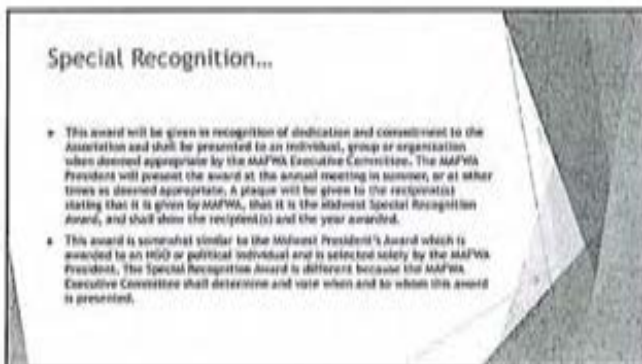 Special Recognition...
This award will be given in recognition of dedication and commitment to the
Association and shall be presented to an individual, group or organization
when deemed appropriate by the MAFWA Executive Committee. The MAFWA
President will present the award at the annual meeting in summer, or at other
times as deemed appropriate. A plaque will be given to the recipient(s)
stating that it is given by MAFWA, that it is the Midwest Special Recognition
Award, and shall show the recipient(s) and the year awarded.
This award is somewhat similar to the Midwest President's Award which is
awarded to an NGO or political individual and is selected solely by the MAFWA
President. The Special Recognition Award is different because the MAFWA
Executive Committee shall determine and vote when and to whom this award
is presented.